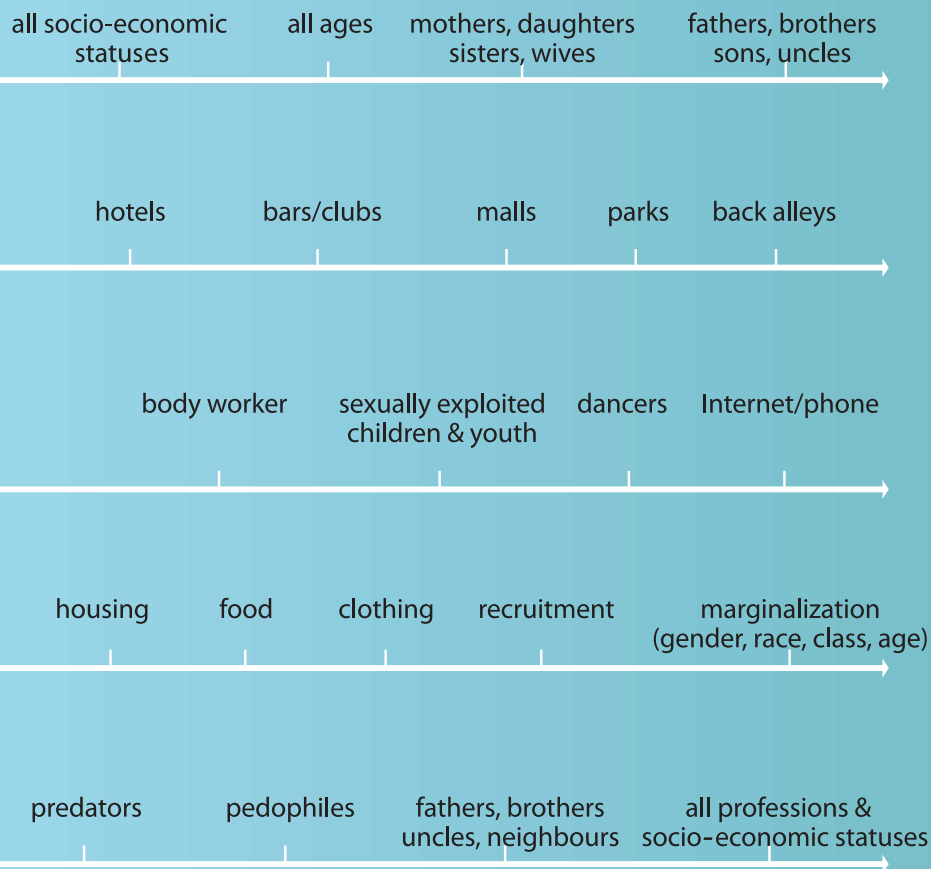 all socio-economic all ages mothers, daughters fathers, brothers
statuses sisters, wives sons, uncles
hotels bars/clubs malls parks back alleys
body worker sexually exploited dancers Internet/phone
children & youth
housing food clothing recruitment marginalization
(gender, race, class, age)
predators pedophiles fathers, brothers all professions &
uncles, neighbours socio-economic statuses